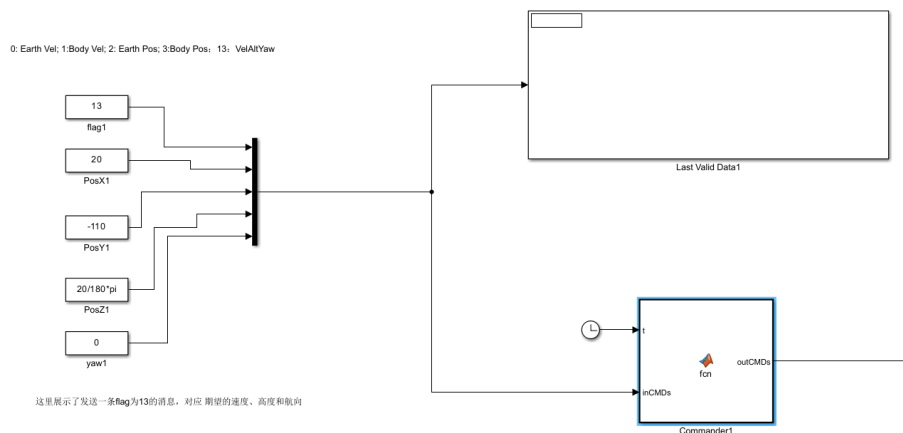 0: Earth Vel; 1:Body Vel; 2: Earth Pos; 3:Body Pos；13：VelAltYaw
13
flag1
20
PosX1
-110
PosY1
20/180*pi
PosZ1
0
yaw1
这里展示了发送一条flag为13的消息，对应 期望的速度、高度和航向
Last Valid Data1
t
inCMDs
fcn
outCMDs
Commander1